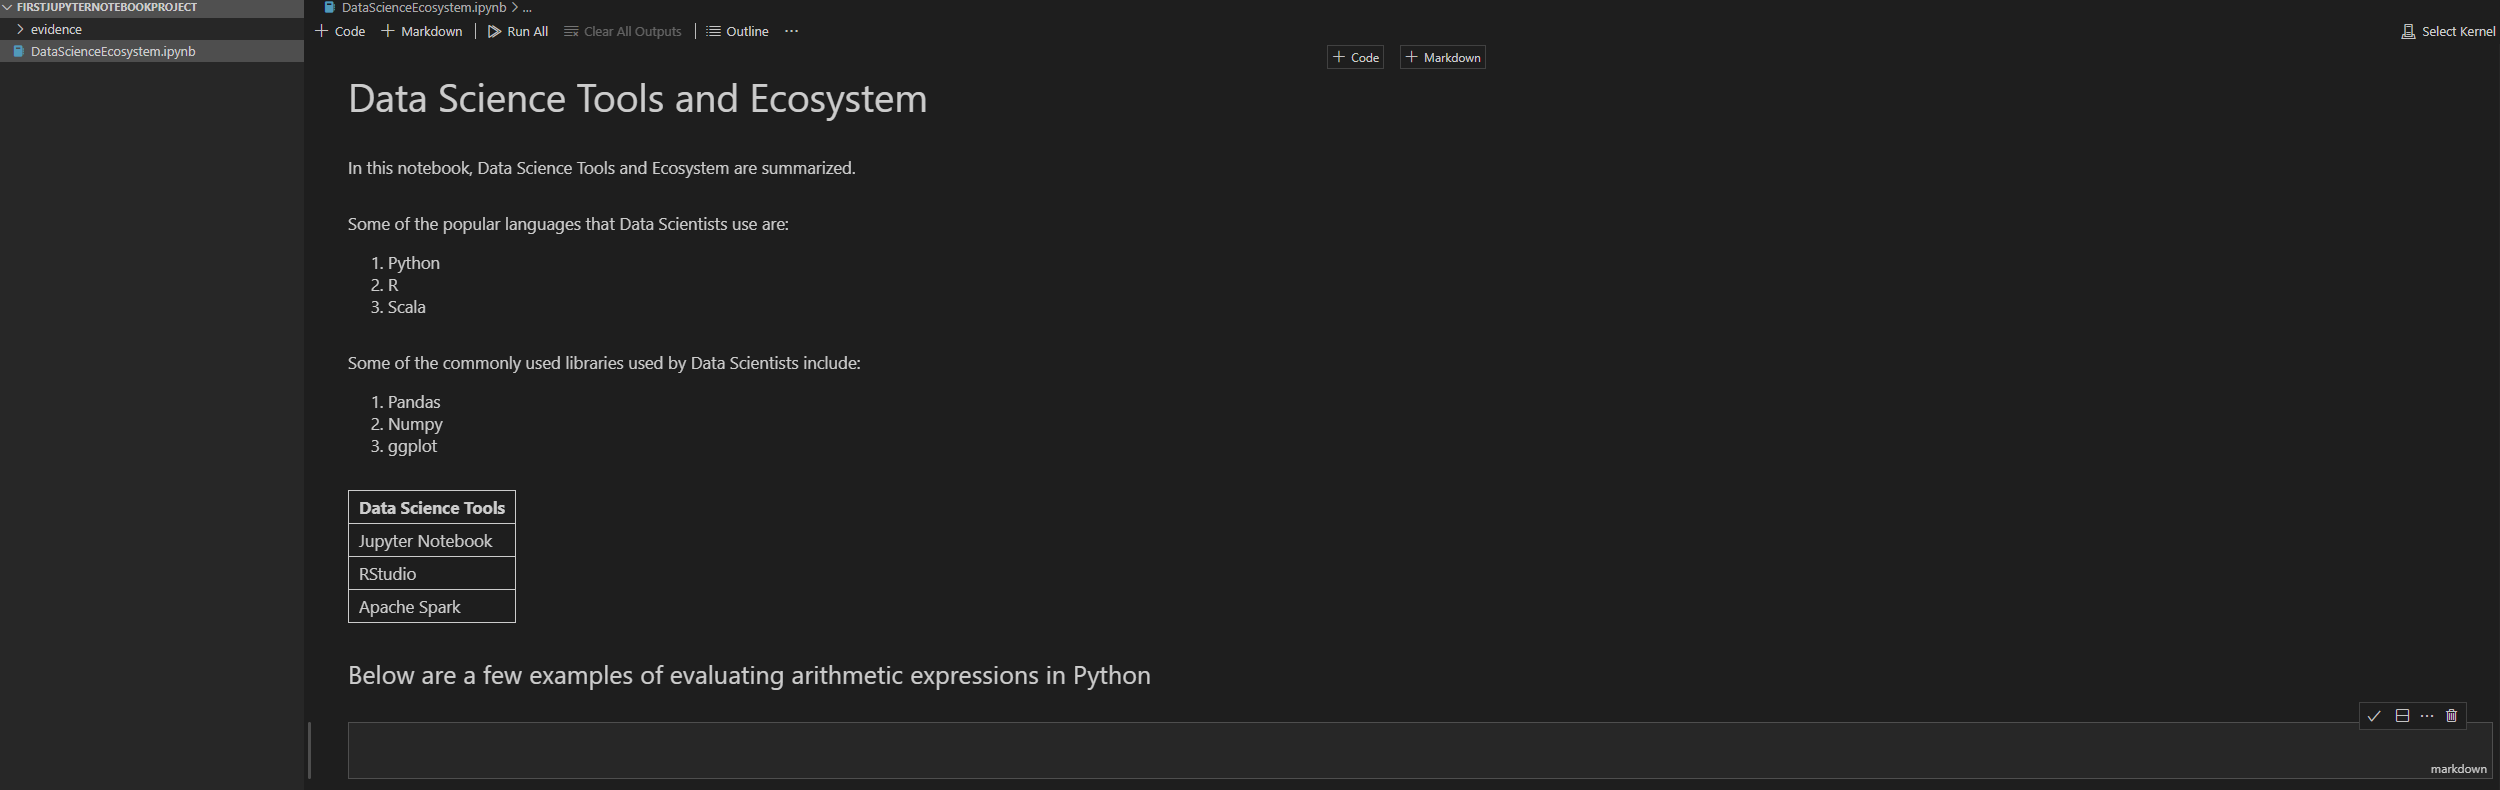 FIRSTJUPYTERNOTEBOOKPROJECT
evidence
DataScienceEcosystem.ipynb
DataScienceEcosystem.ipynb > ...
+ Code + Markdown | Run All Clear All Outputs | Outline ...
Select Kernel
+ Code + Markdown
Data Science Tools and Ecosystem
In this notebook, Data Science Tools and Ecosystem are summarized.
Some of the popular languages that Data Scientists use are:
1. Python
2. R
3. Scala
Some of the commonly used libraries used by Data Scientists include:
1. Pandas
2. Numpy
3. ggplot
Data Science Tools
Jupyter Notebook
RStudio
Apache Spark
Below are a few examples of evaluating arithmetic expressions in Python
markdown